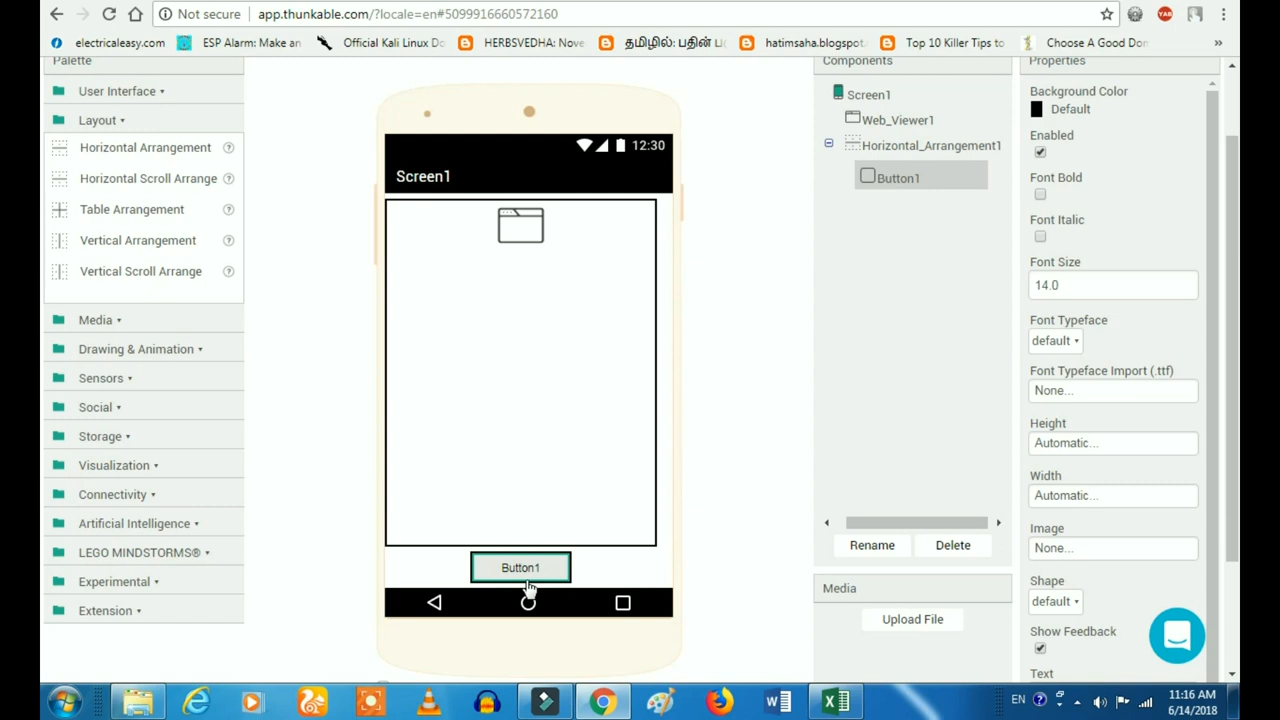 Not secure
app.thunkable.com/?locale=en#5099916660572160
electricaleasy.com
ESP Alarm: Make an
Official Kali Linux Do
HERBSVEDHA: Nove
தமிழில்: பதின் ப
hatimsaha.blogspot.
Top 10 Killer Tips to
Choose A Good Don
»
Palette
User Interface
Layout
Horizontal Arrangement
Horizontal Scroll Arrange
Table Arrangement
Vertical Arrangement
Vertical Scroll Arrange
Media
Drawing & Animation
Sensors
Social
Storage
Visualization
Connectivity
Artificial Intelligence
LEGO MINDSTORMS®
Experimental
Extension
12:30
Screen1
Button1
Components
Screen1
Web_Viewer1
Horizontal_Arrangement1
Button1
Rename
Delete
Media
Upload File
Properties
Background Color
Default
Enabled
Font Bold
Font Italic
Font Size
14.0
Font Typeface
default
Font Typeface Import (.ttf)
None...
Height
Automatic...
Width
Automatic...
Image
None...
Shape
default
Show Feedback
Text
EN
11:16 AM
6/14/2018